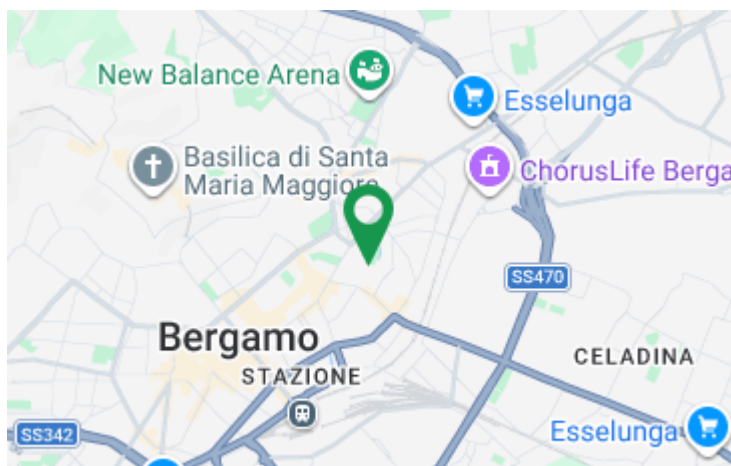 New Balance Arena
Esselunga
Basilica di Santa
Maria Maggiore
ChorusLife Berga
SS470
Bergamo
CELADINA
STAZIONE
SS342
Esselunga